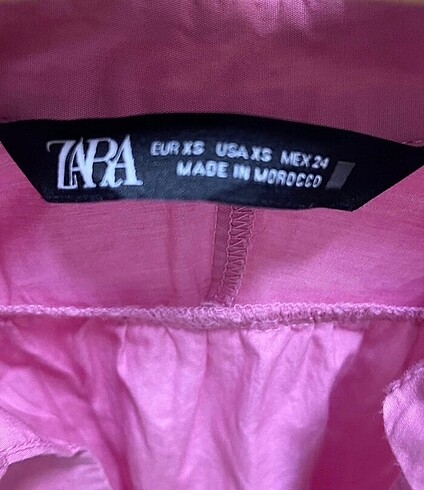 ZARA
EUR XS USA XS MEX 24
MADE IN MOROCCO